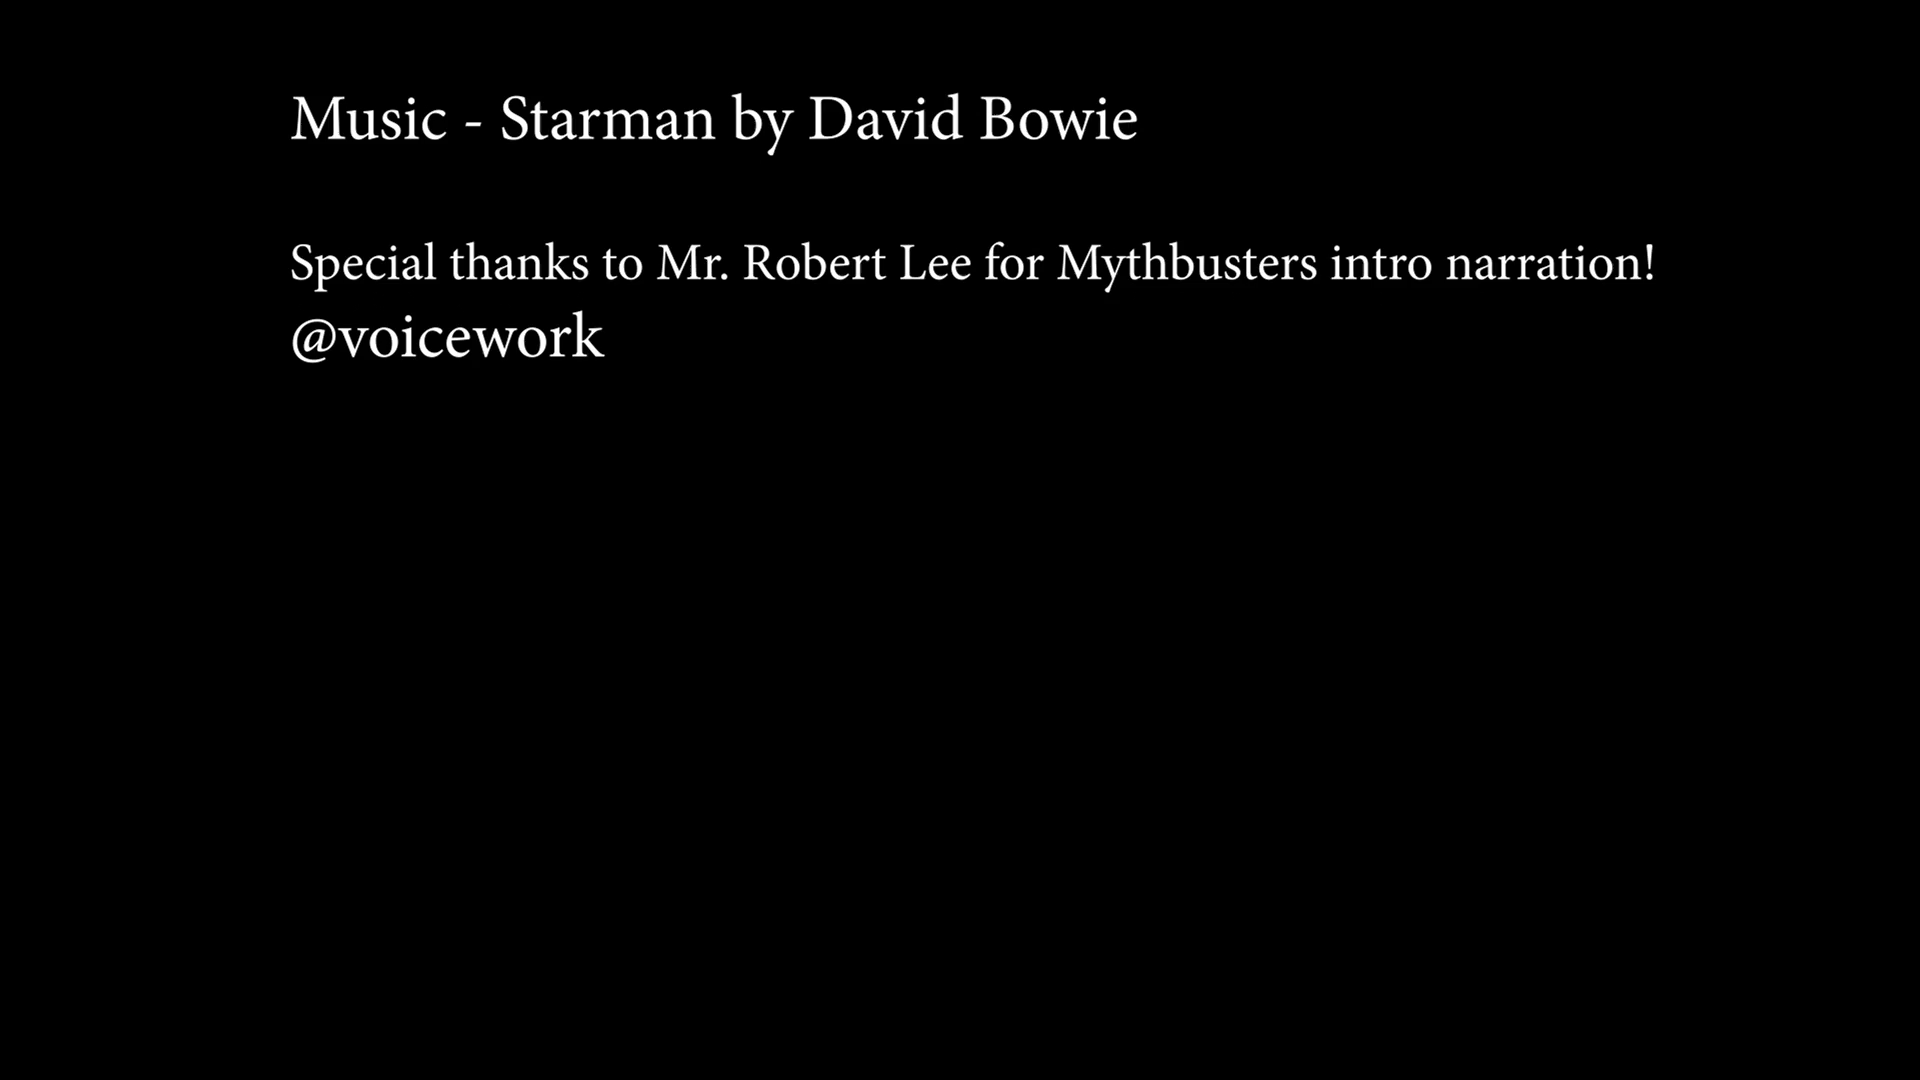 Music - Starman by David Bowie
Special thanks to Mr. Robert Lee for Mythbusters intro narration!
@voicework